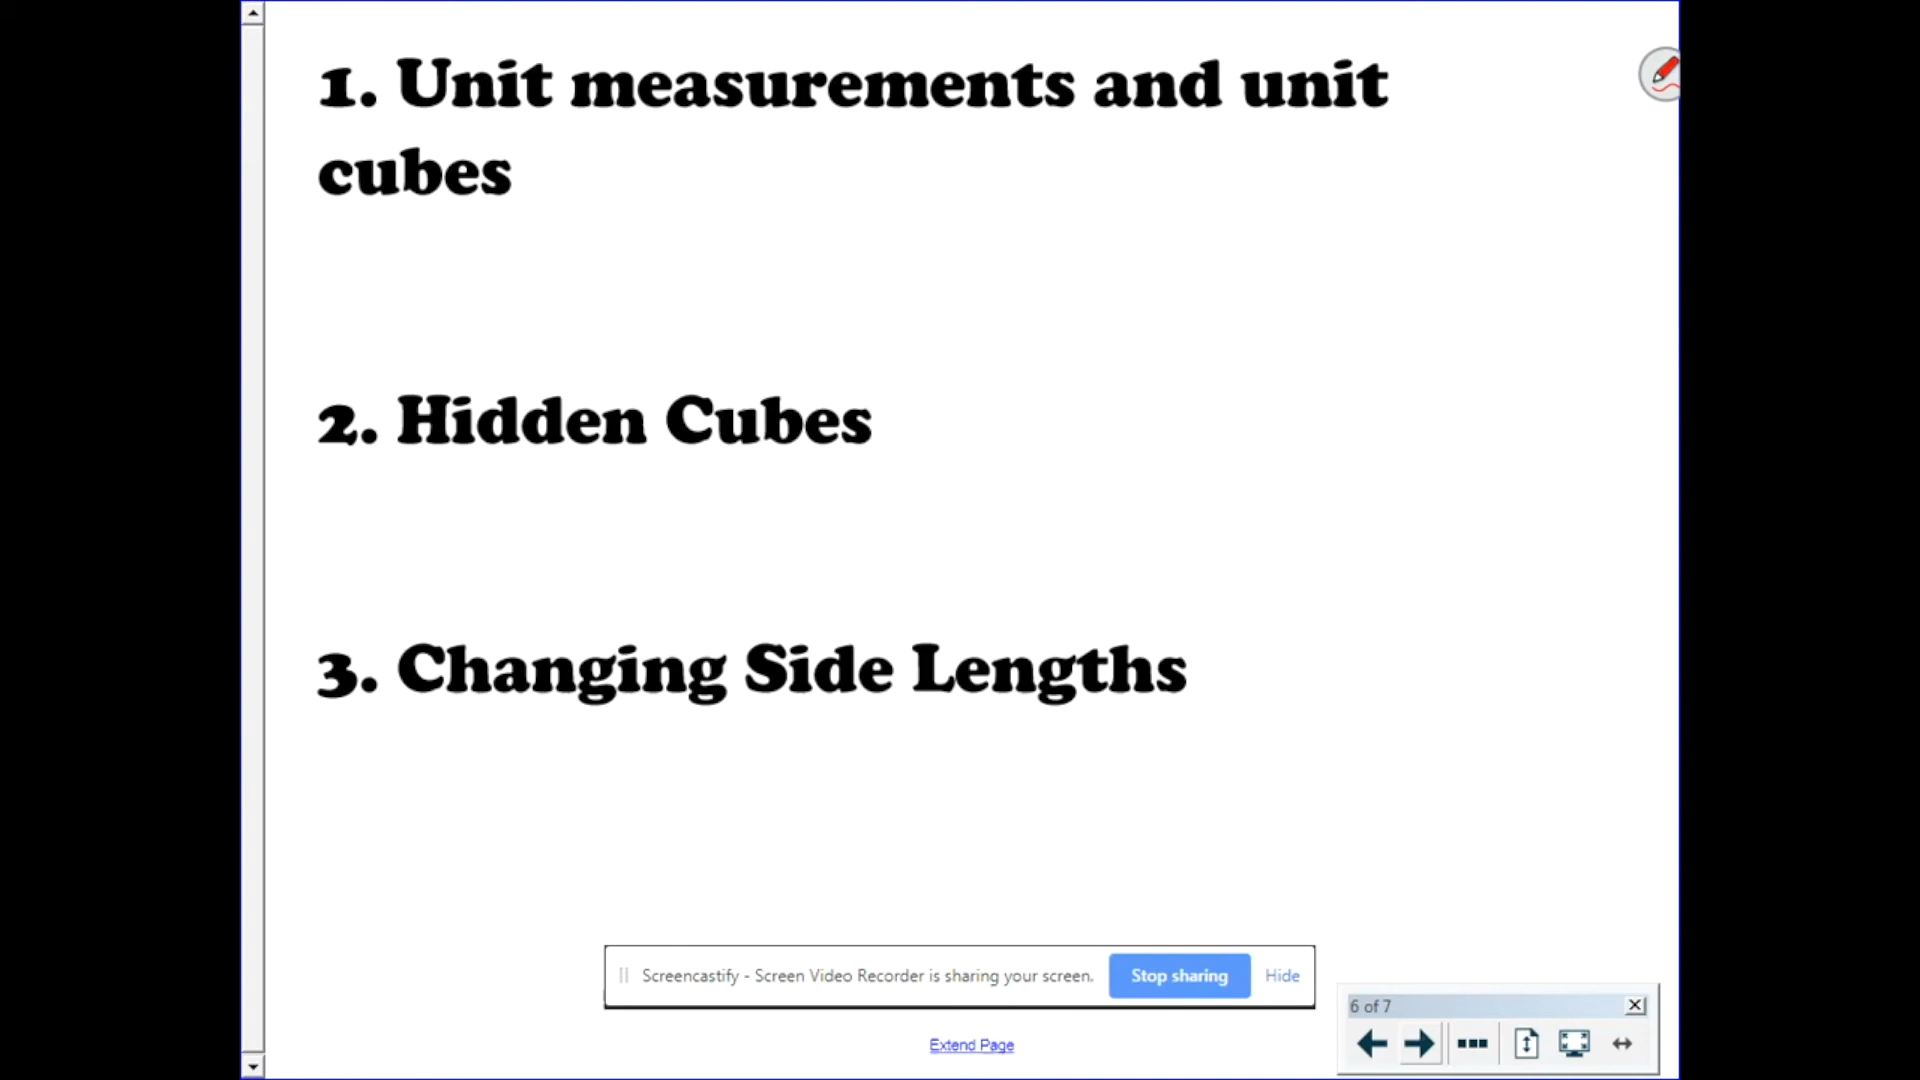 1. Unit measurements and unit
cubes
2. Hidden Cubes
3. Changing Side Lengths
Screencastify - Screen Video Recorder is sharing your screen. Stop sharing Hide
6 of 7
Extend Page